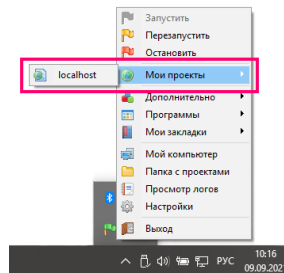 Запустить
Перезапустить
Остановить
localhost
Мои проекты
Дополнительно
Программы
Мои закладки
Мой компьютер
Папка с проектами
Просмотр логов
Настройки
Выход
РУС
10:16
09.09.202